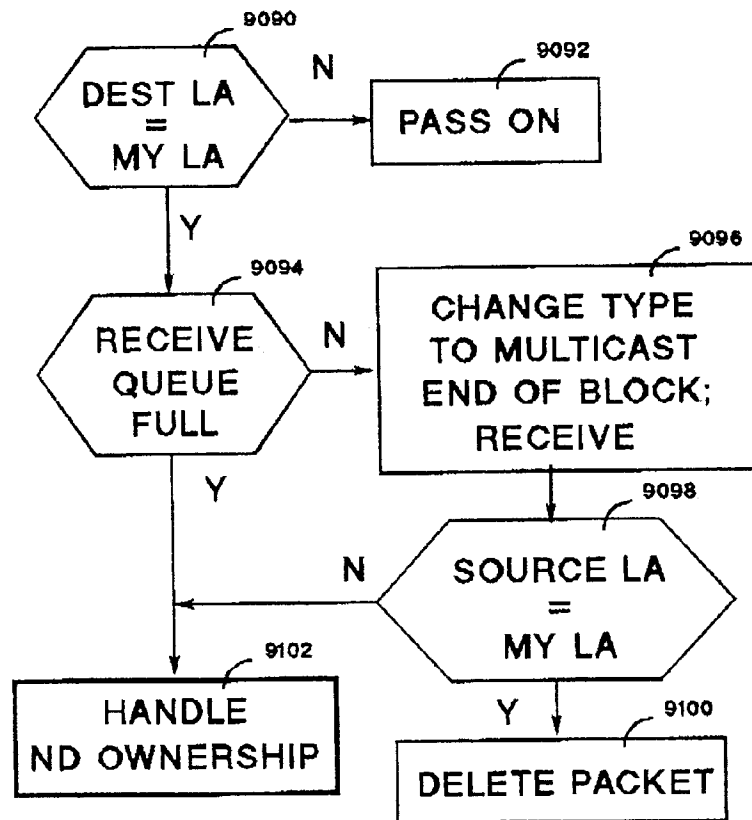 9090
DEST LA
=
MY LA
N
9092
PASS ON
Y
9094
RECEIVE
QUEUE
FULL
N
9096
CHANGE TYPE
TO MULTICAST
END OF BLOCK;
RECEIVE
Y
9098
SOURCE LA
=
MY LA
N
9102
HANDLE
ND OWNERSHIP
Y
9100
DELETE PACKET